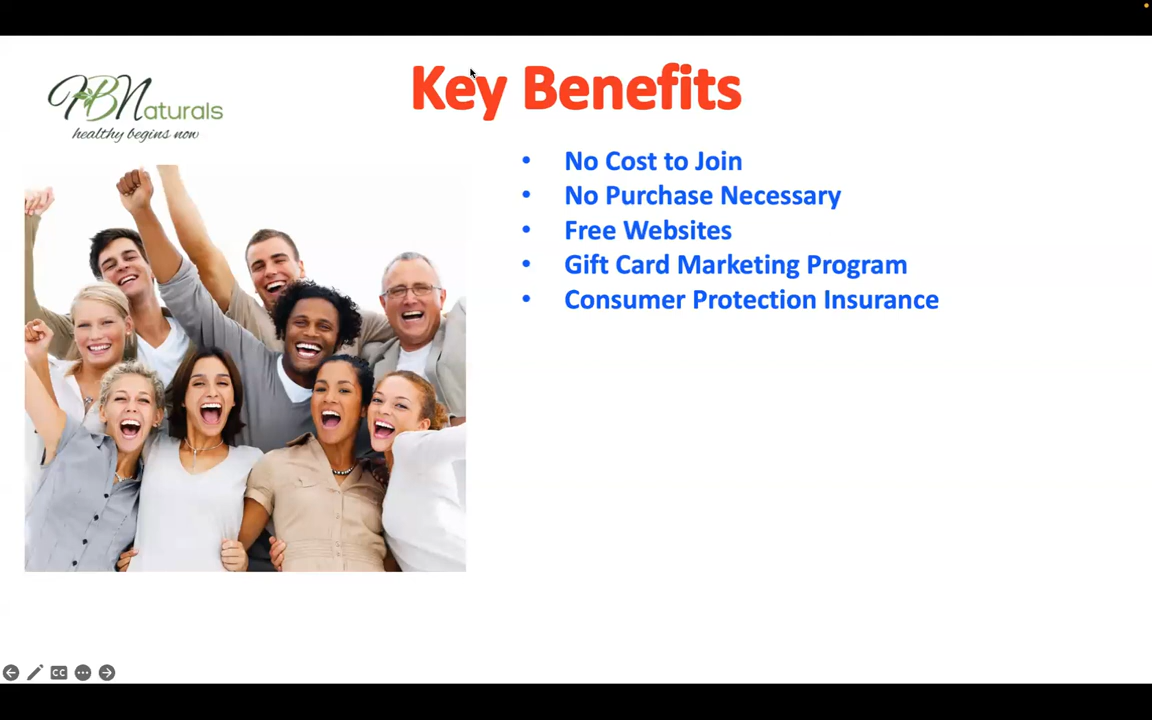 Key Benefits
HBNaturals
healthy begins now
• No Cost to Join
• No Purchase Necessary
• Free Websites
• Gift Card Marketing Program
• Consumer Protection Insurance
CC